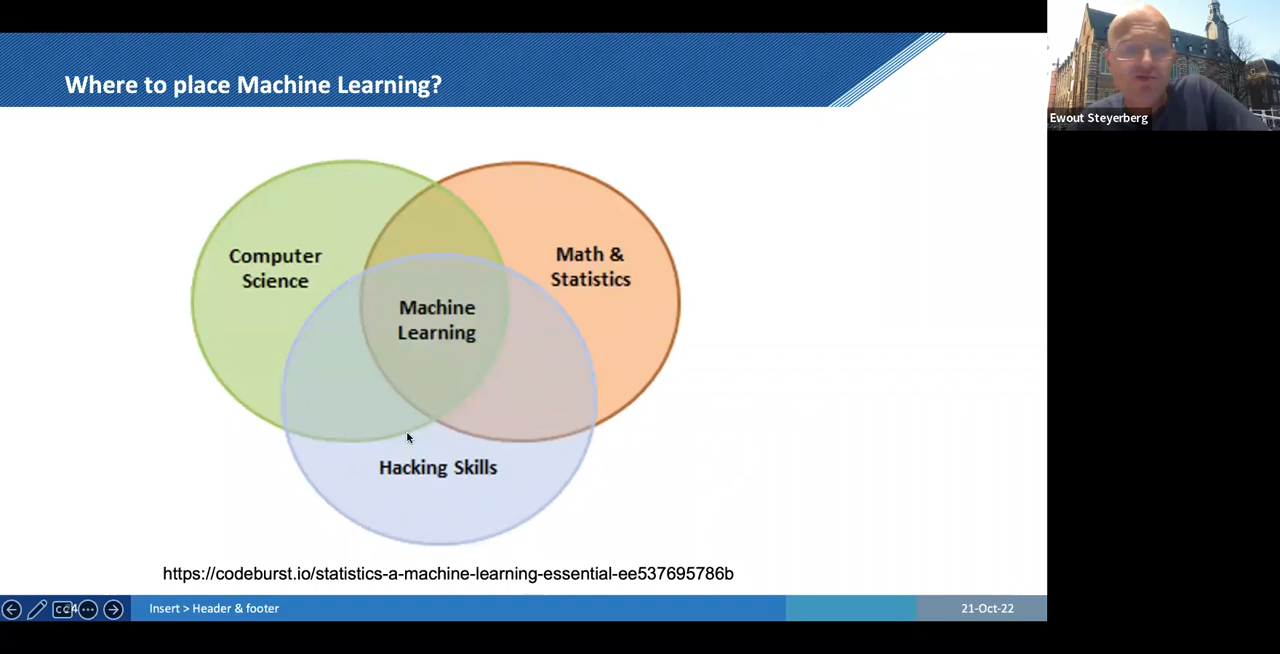 Where to place Machine Learning?
Ewout Steyerberg
Computer
Science
Math &
Statistics
Machine
Learning
Hacking Skills
https://codeburst.io/statistics-a-machine-learning-essential-ee537695786b
Insert > Header & footer
21-Oct-22